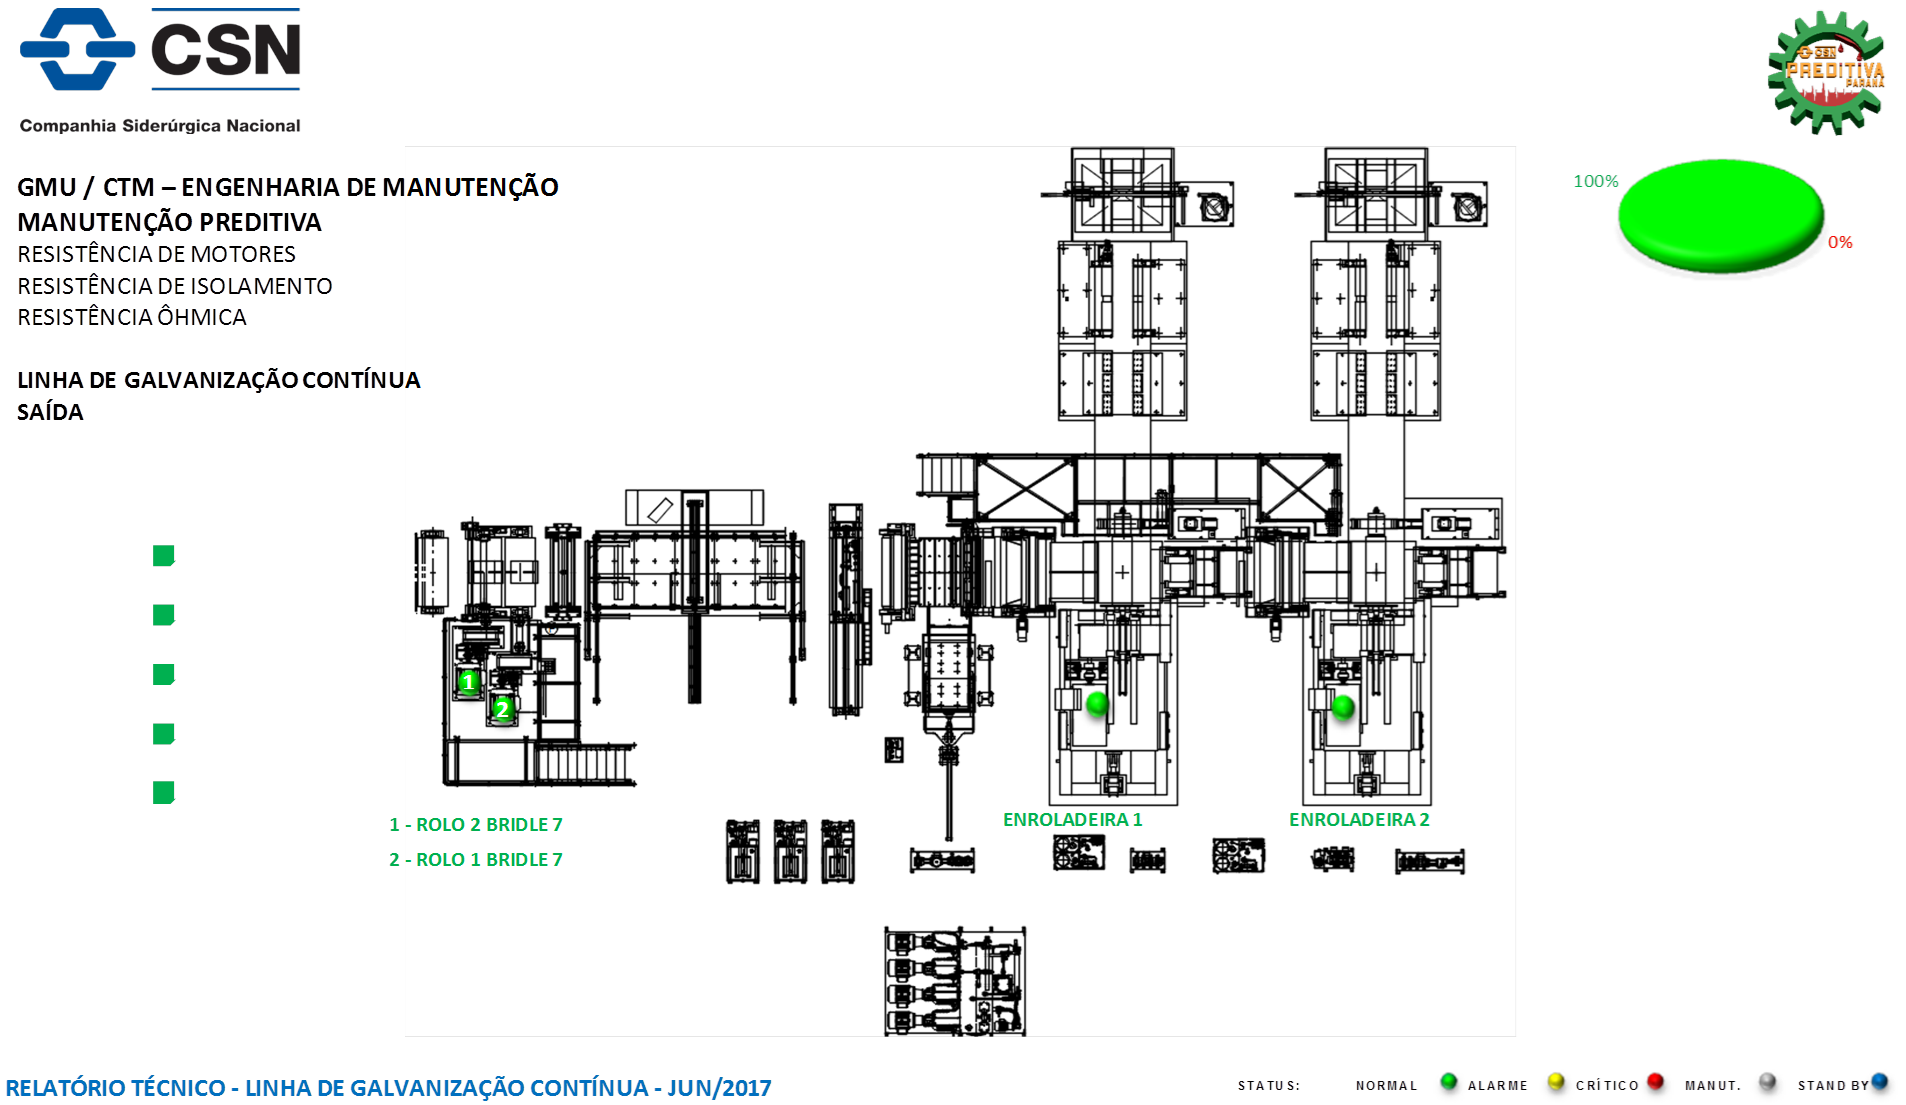 CSN
Companhia Siderúrgica Nacional
CSN
PREDITIVA
PARANÁ
GMU / CTM – ENGENHARIA DE MANUTENÇÃO
MANUTENÇÃO PREDITIVA
RESISTÊNCIA DE MOTORES
RESISTÊNCIA DE ISOLAMENTO
RESISTÊNCIA ÔHMICA
LINHA DE GALVANIZAÇÃO CONTÍNUA
SAÍDA
100%
0%
1
2
1 - ROLO 2 BRIDLE 7
2 - ROLO 1 BRIDLE 7
ENROLADEIRA 1
ENROLADEIRA 2
RELATÓRIO TÉCNICO - LINHA DE GALVANIZAÇÃO CONTÍNUA - JUN/2017
STATUS: NORMAL ALARME CRÍTICO MANUT. STAND BY